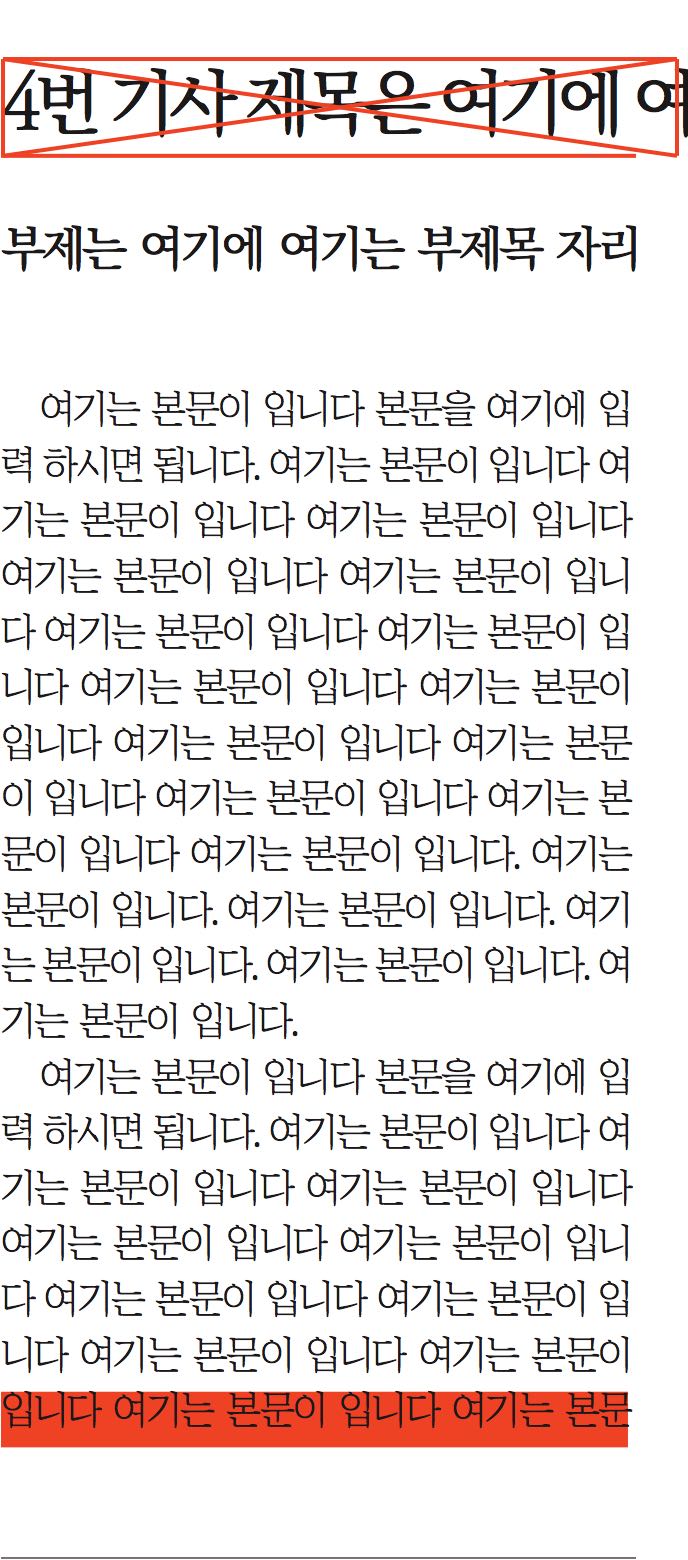 4번 기사 제목은 여기에 여
부제는 여기에 여기는 부제목 자리
여기는 본문이 입니다 본문을 여기에 입
력 하시면 됩니다. 여기는 본문이 입니다 여
기는 본문이 입니다 여기는 본문이 입니다
여기는 본문이 입니다 여기는 본문이 입니
다 여기는 본문이 입니다 여기는 본문이 입
니다 여기는 본문이 입니다 여기는 본문이
입니다 여기는 본문이 입니다 여기는 본문
이 입니다 여기는 본문이 입니다 여기는 본
문이 입니다 여기는 본문이 입니다. 여기는
본문이 입니다. 여기는 본문이 입니다. 여기
는 본문이 입니다. 여기는 본문이 입니다. 여
기는 본문이 입니다.
여기는 본문이 입니다 본문을 여기에 입
력 하시면 됩니다. 여기는 본문이 입니다 여
기는 본문이 입니다 여기는 본문이 입니다
여기는 본문이 입니다 여기는 본문이 입니
다 여기는 본문이 입니다 여기는 본문이 입
니다 여기는 본문이 입니다 여기는 본문이
입니다 여기는 본문이 입니다 여기는 본문